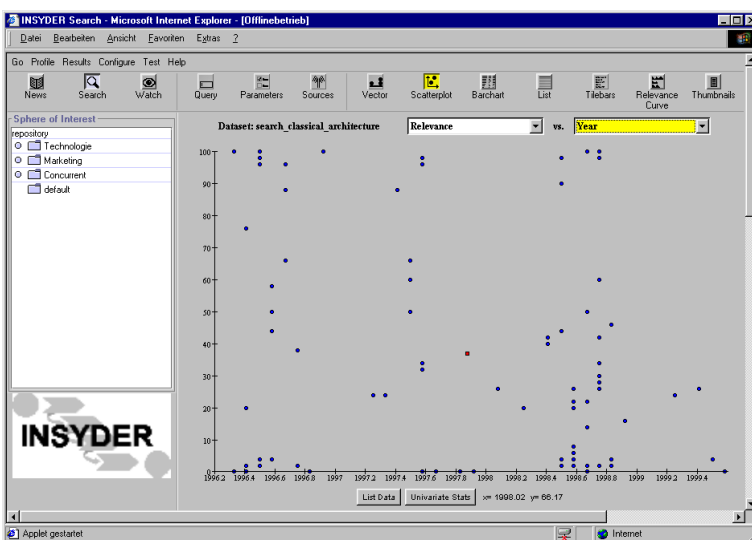 INSYDER Search - Microsoft Internet Explorer - [Offlinebetrieb]
Datei Bearbeiten Ansicht Favoriten Extras ?
Go Profile Results Configure Test Help
News Search Watch Query Parameters Sources Vector Scatterplot Barchart List Tilebars Relevance Curve Thumbnails
Sphere of Interest
repository
Technologie
Marketing
Concurrent
default
INSYDER
Dataset: search_classical_architecture Relevance vs. Year
100
90
80
70
60
50
40
30
20
10
0
1996.2 1996.4 1996.6 1996.8 1997 1997.2 1997.4 1997.6 1997.8 1998 1998.2 1998.4 1998.6 1998.8 1999 1999.2 1999.4
List Data Univariate Stats x= 1998.02 y= 66.17
Applet gestartet Internet